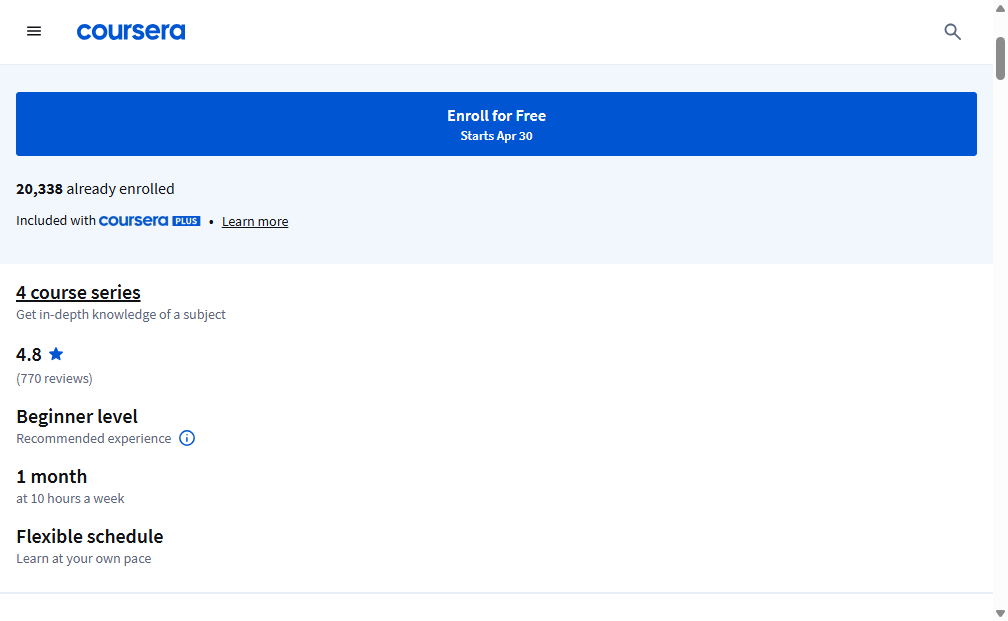 coursera
Enroll for Free
Starts Apr 30
20,338 already enrolled
Included with coursera PLUS • Learn more
4 course series
Get in-depth knowledge of a subject
4.8
(770 reviews)
Beginner level
Recommended experience
1 month
at 10 hours a week
Flexible schedule
Learn at your own pace